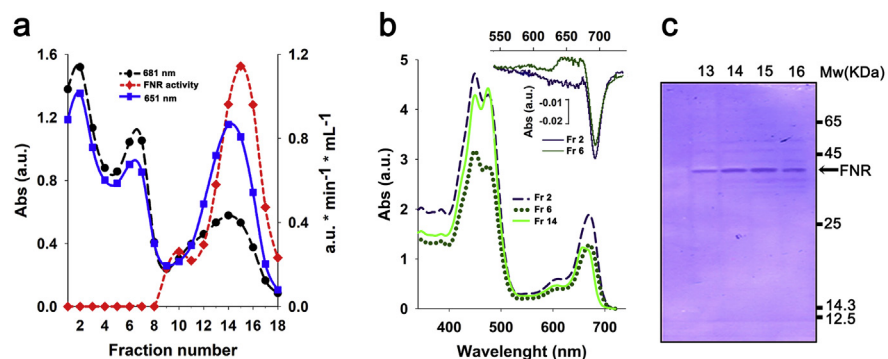 a
1.6
1.2
0.8
0.4
0.0
Abs (a.u.)
681 nm
FNR activity
651 nm
1.2
0.8
0.4
0.0
a.u. * min-1 * mL-1
2 4 6 8 10 12 14 16 18
Fraction number
b
550 600 700
5
4
3
2
1
0
Abs (a.u.)
-0.01
-0.02
Abs (a.u.)
Fr 2
Fr 6
Fr 2
Fr 6
Fr 14
400 500 600 700
Wavelenght (nm)
c
13 14 15 16 Mw(KDa)
65
45
FNR
25
14.3
12.5